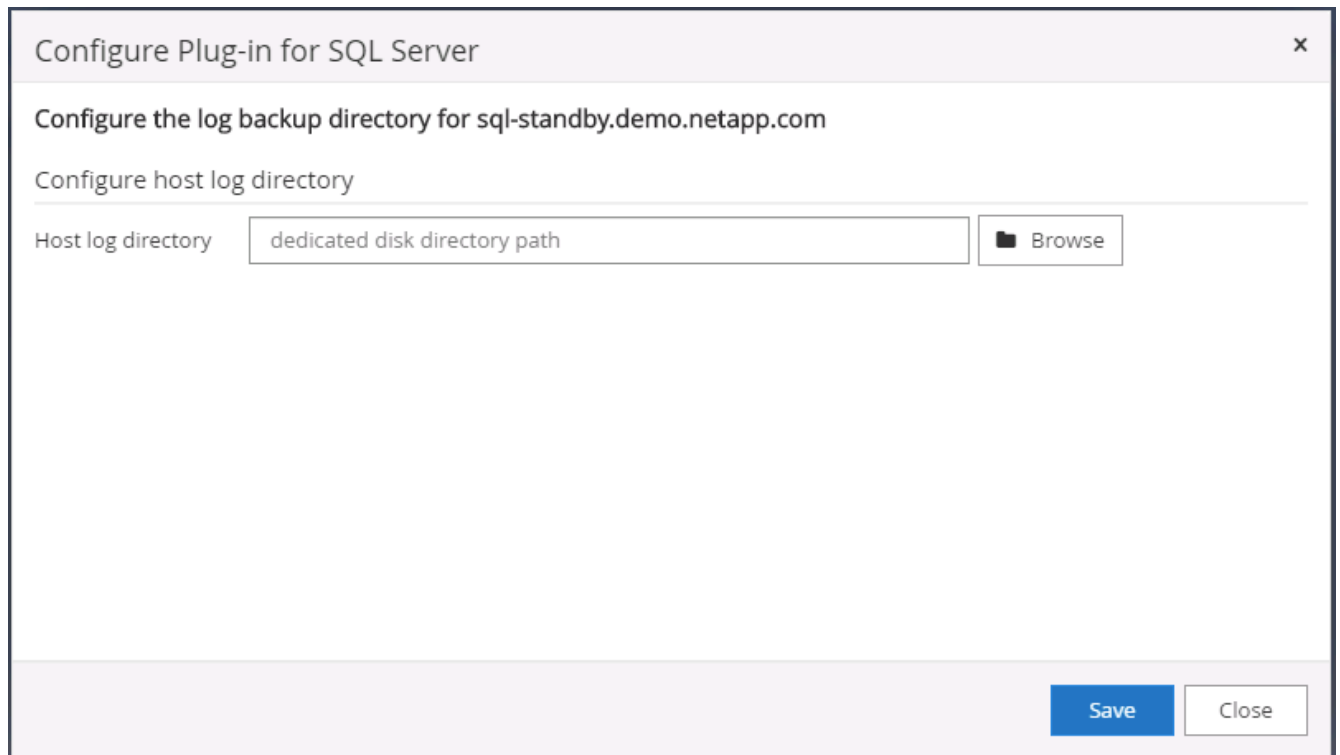 Configure Plug-in for SQL Server ×
Configure the log backup directory for sql-standby.demo.netapp.com
Configure host log directory
Host log directory dedicated disk directory path Browse
Save Close